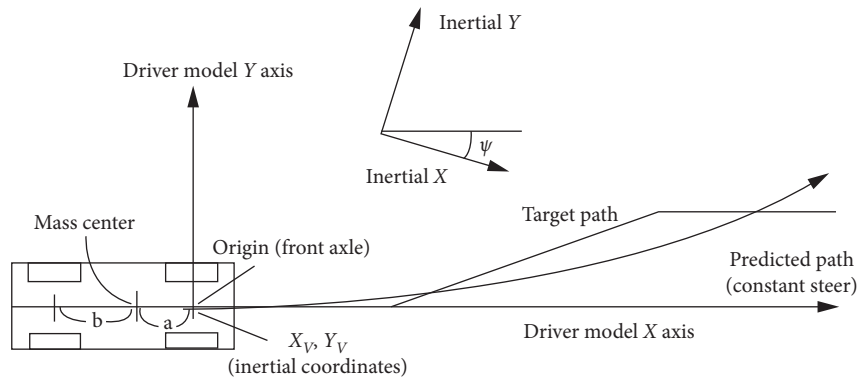 Inertial Y
Driver model Y axis
ψ
Inertial X
Target path
Mass center
Origin (front axle)
Predicted path
(constant steer)
b
a
X_V, Y_V
(inertial coordinates)
Driver model X axis